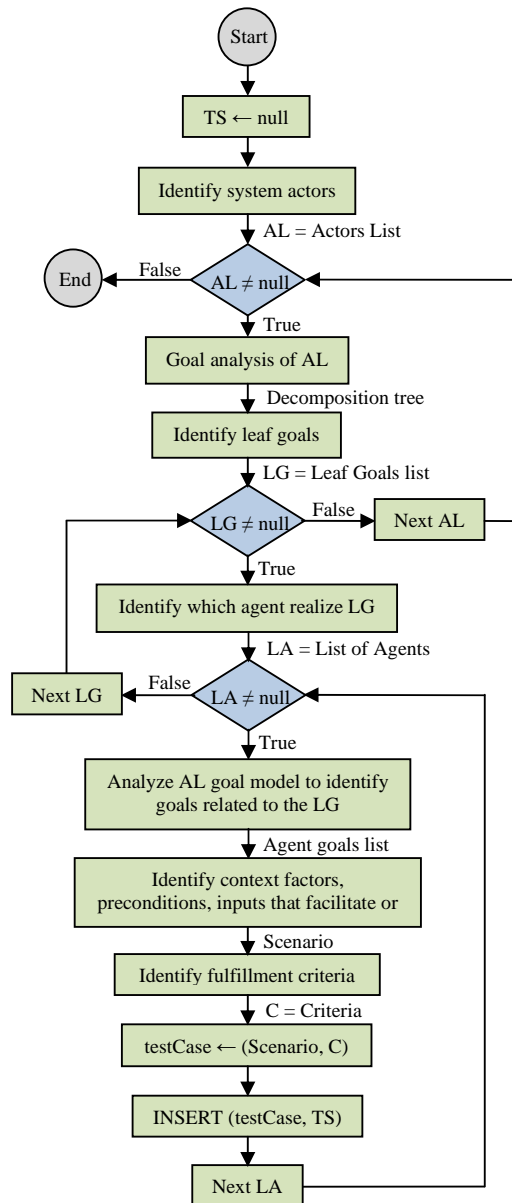 Start
TS ← null
Identify system actors
AL = Actors List
End
False
AL ≠ null
True
Goal analysis of AL
Decomposition tree
Identify leaf goals
LG = Leaf Goals list
LG ≠ null
False
Next AL
True
Identify which agent realize LG
LA = List of Agents
Next LG
False
LA ≠ null
True
Analyze AL goal model to identify
goals related to the LG
Agent goals list
Identify context factors,
preconditions, inputs that facilitate or
Scenario
Identify fulfillment criteria
C = Criteria
testCase ← (Scenario, C)
INSERT (testCase, TS)
Next LA